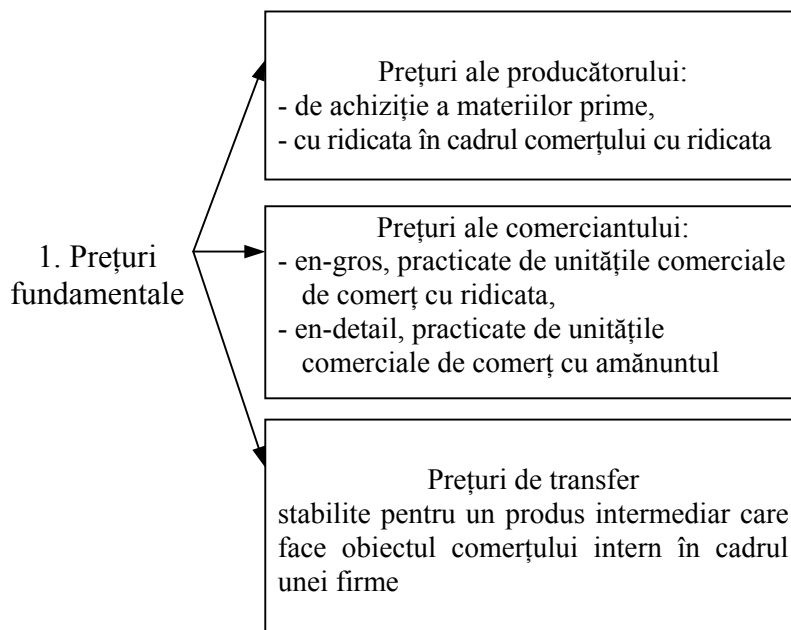 1. Prețuri
fundamentale
Prețuri ale producătorului:
- de achiziție a materiilor prime,
- cu ridicata în cadrul comerțului cu ridicata
Prețuri ale comerciantului:
- en-gros, practicate de unitățile comerciale
de comerț cu ridicata,
- en-detail, practicate de unitățile
comerciale de comerț cu amănuntul
Prețuri de transfer
stabilite pentru un produs intermediar care
face obiectul comerțului intern în cadrul
unei firme